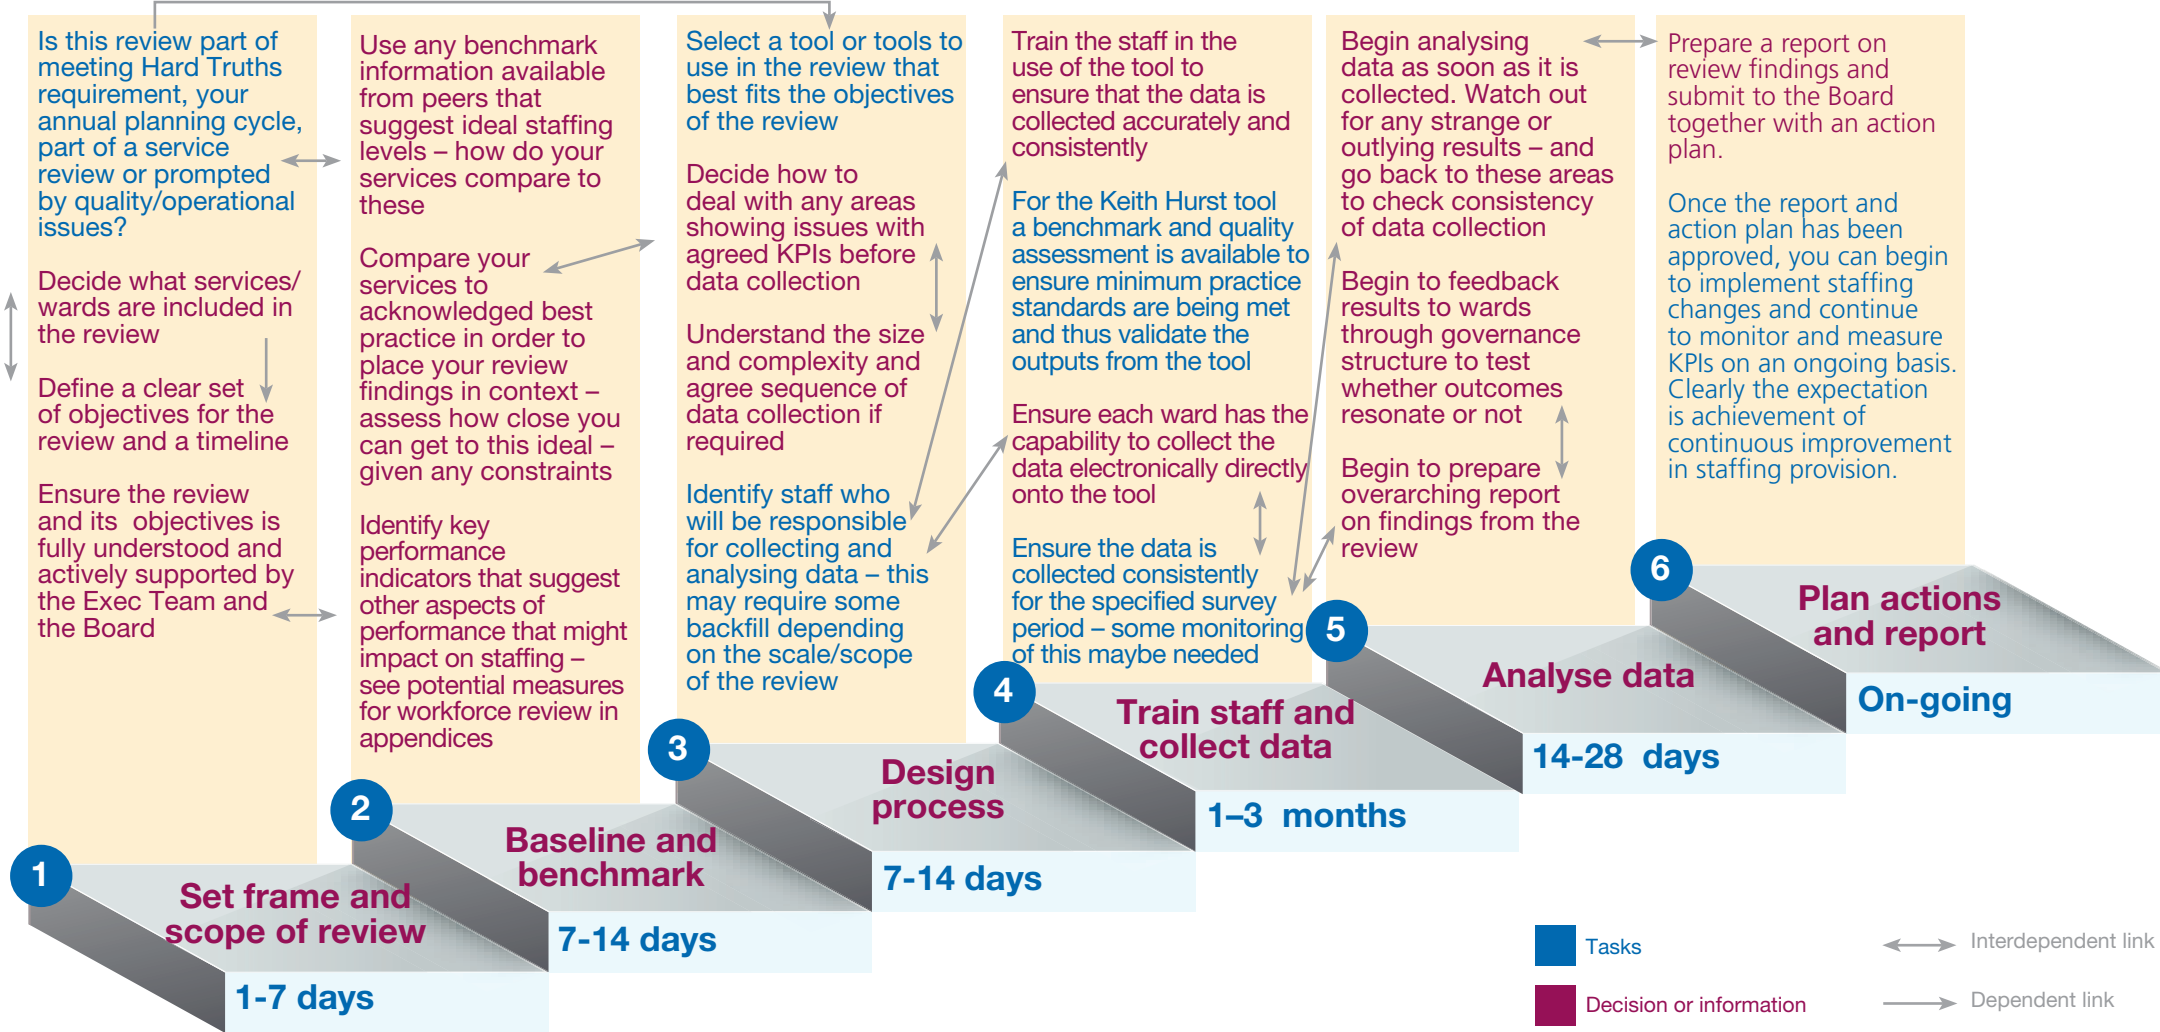 Is this review part of
meeting Hard Truths
requirement, your
annual planning cycle,
part of a service
review or prompted
by quality/operational
issues?
Decide what services/
wards are included in
the review
Define a clear set
of objectives for the
review and a timeline
Ensure the review
and its  objectives is
fully understood and
actively supported by
the Exec Team and
the Board
1
Set frame and
scope of review
1-7 days
Use any benchmark
information available
from peers that
suggest ideal staffing
levels – how do your
services compare to
these
Compare your
services to
acknowledged best
practice in order to
place your review
findings in context –
assess how close you
can get to this ideal –
given any constraints
Identify key
performance
indicators that suggest
other aspects of
performance that might
impact on staffing –
see potential measures
for workforce review in
appendices
2
Baseline and
benchmark
7-14 days
Select a tool or tools to
use in the review that
best fits the objectives
of the review
Decide how to
deal with any areas
showing issues with
agreed KPIs before
data collection
Understand the size
and complexity and
agree sequence of
data collection if
required
Identify staff who
will be responsible
for collecting and
analysing data – this
may require some
backfill depending
on the scale/scope
of the review
3
Design
process
7-14 days
Train the staff in the
use of the tool to
ensure that the data is
collected accurately and
consistently
For the Keith Hurst tool
a benchmark and quality
assessment is available to
ensure minimum practice
standards are being met
and thus validate the
outputs from the tool
Ensure each ward has the
capability to collect the
data electronically directly
onto the tool
Ensure the data is
collected consistently
for the specified survey
period – some monitoring
of this maybe needed
4
Train staff and
collect data
1–3  months
Begin analysing
data as soon as it is
collected. Watch out
for any strange or
outlying results – and
go back to these areas
to check consistency
of data collection
Begin to feedback
results to wards
through governance
structure to test
whether outcomes
resonate or not
Begin to prepare
overarching report
on findings from the
review
5
Analyse data
14-28  days
Prepare a report on
review findings and
submit to the Board
together with an action
plan.
Once the report and
action plan has been
approved, you can begin
to implement staffing
changes and continue
to monitor and measure
KPIs on an ongoing basis.
Clearly the expectation
is achievement of
continuous improvement
in staffing provision.
6
Plan actions
and report
On-going
Tasks
Decision or information
Interdependent link
Dependent link